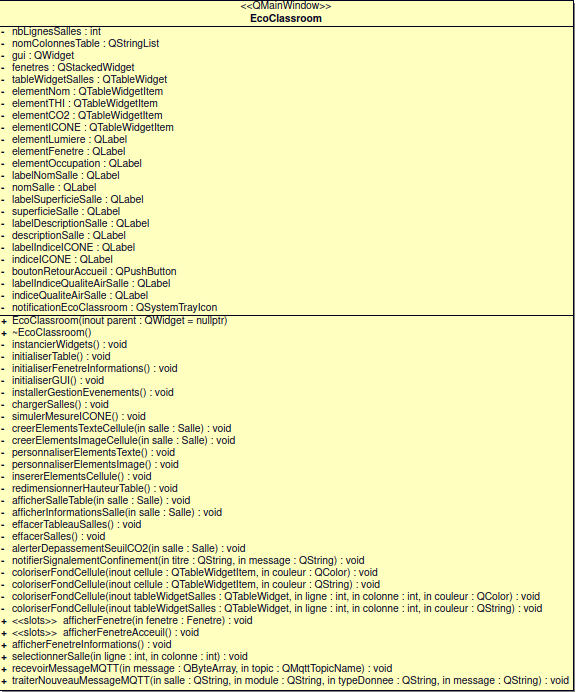 <<QMainWindow>>
EcoClassroom
- nbLignesSalles : int
- nomColonnesTable : QStringList
- gui : QWidget
- fenetres : QStackedWidget
- tableWidgetSalles : QTableWidget
- elementNom : QTableWidgetItem
- elementTHI : QTableWidgetItem
- elementCO2 : QTableWidgetItem
- elementICONE : QTableWidgetItem
- elementLumiere : QLabel
- elementFenetre : QLabel
- elementOccupation : QLabel
- labelNomSalle : QLabel
- nomSalle : QLabel
- labelSuperficieSalle : QLabel
- superficieSalle : QLabel
- labelDescriptionSalle : QLabel
- descriptionSalle : QLabel
- labelIndiceICONE : QLabel
- indiceICONE : QLabel
- boutonRetourAccueil : QPushButton
- labelIndiceQualiteAirSalle : QLabel
- indiceQualiteAirSalle : QLabel
- notificationEcoClassroom : QSystemTrayIcon
+ EcoClassroom(inout parent : QWidget = nullptr)
+ ~EcoClassroom()
- instancierWidgets() : void
- initialiserTable() : void
- initialiserFenetreInformations() : void
- initialiserGUI() : void
- installerGestionEvenements() : void
- chargerSalles() : void
- simulerMesureICONE() : void
- creerElementsTexteCellule(in salle : Salle) : void
- creerElementsImageCellule(in salle : Salle) : void
- personnaliserElementsTexte() : void
- personnaliserElementsImage() : void
- insererElementsCellule() : void
- redimensionnerHauteurTable() : void
- afficherSalleTable(in salle : Salle) : void
- afficherInformationsSalle(in salle : Salle) : void
- effacerTableauSalles() : void
- effacerSalles() : void
- alerterDepassementSeuilCO2(in salle : Salle) : void
- notifierSignalementConfinement(in titre : QString, in message : QString) : void
- coloriserFondCellule(inout cellule : QTableWidgetItem, in couleur : QColor) : void
- coloriserFondCellule(inout cellule : QTableWidgetItem, in couleur : QString) : void
- coloriserFondCellule(inout tableWidgetSalles : QTableWidget, in ligne : int, in colonne : int, in couleur : QColor) : void
- coloriserFondCellule(inout tableWidgetSalles : QTableWidget, in ligne : int, in colonne : int, in couleur : QString) : void
+ <<slots>> afficherFenetre(in fenetre : Fenetre) : void
+ <<slots>> afficherFenetreAcceuil() : void
+ afficherFenetreInformations() : void
+ selectionnerSalle(in ligne : int, in colonne : int) : void
+ recevoirMessageMQTT(in message : QByteArray, in topic : QMqttTopicName) : void
+ traiterNouveauMessageMQTT(in salle : QString, in module : QString, in typeDonnee : QString, in message : QString) : void